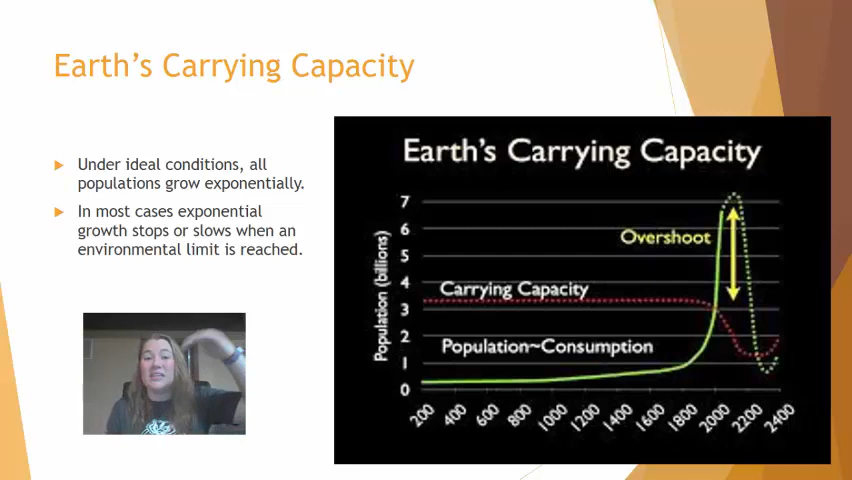 Earth's Carrying Capacity
Under ideal conditions, all
populations grow exponentially.
In most cases exponential
growth stops or slows when an
environmental limit is reached.
Earth's Carrying Capacity
7
6
5
4
3
2
1
0
Population (billions)
Overshoot
Carrying Capacity
Population~Consumption
200 400 600 800 1000 1200 1400 1600 1800 2000 2200 2400